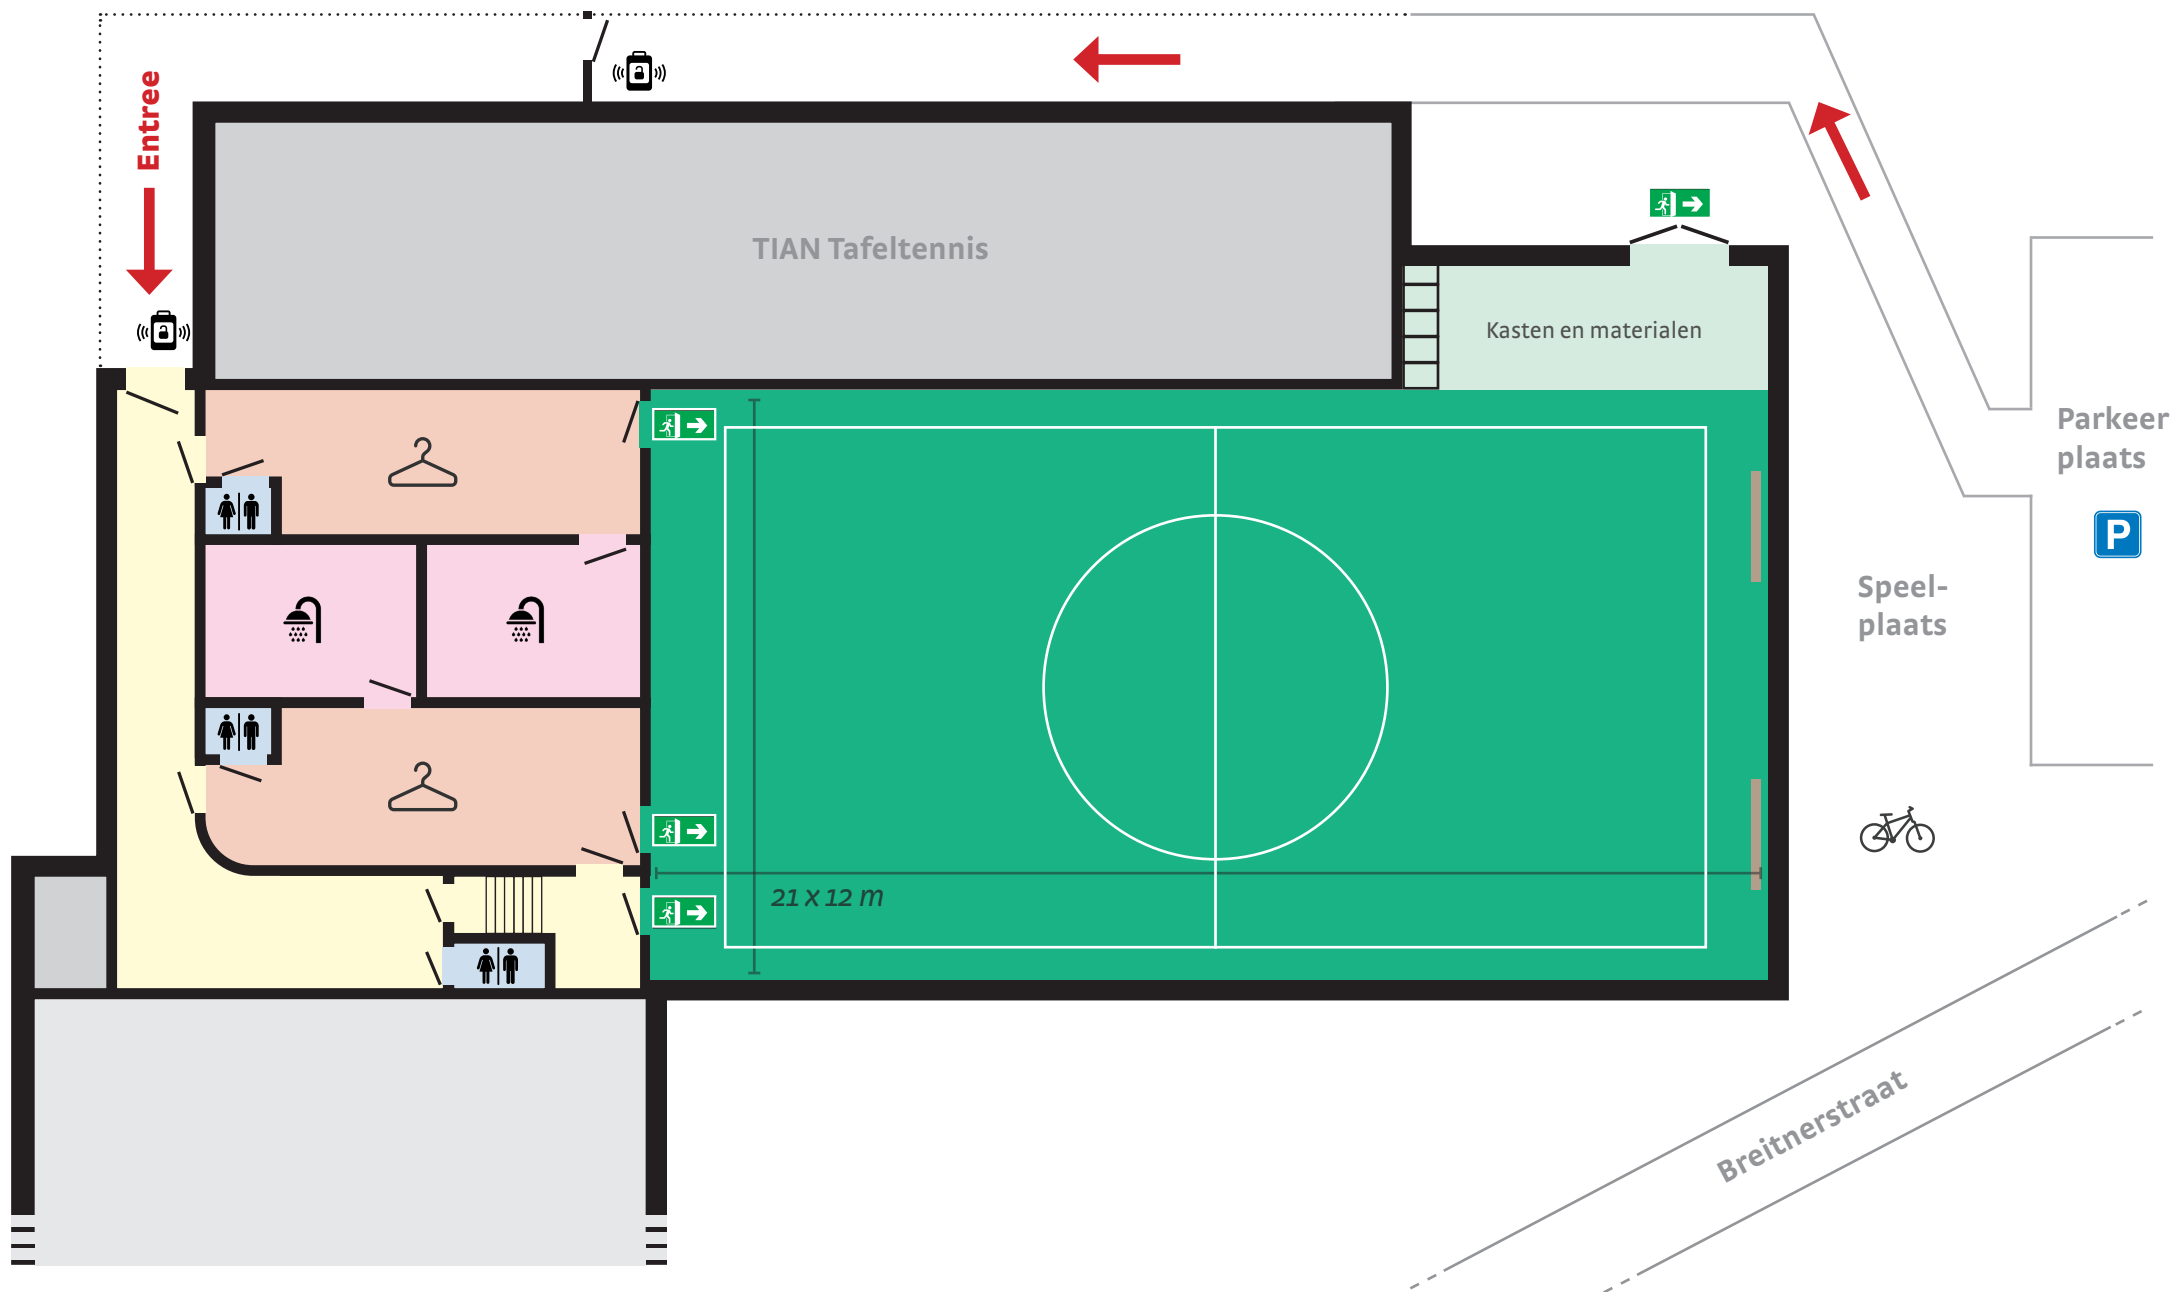 Entree
TIAN Tafeltennis
Kasten en materialen
Parkeer
plaats
P
Speel-
plaats
21 x 12 m
Breitnerstraat